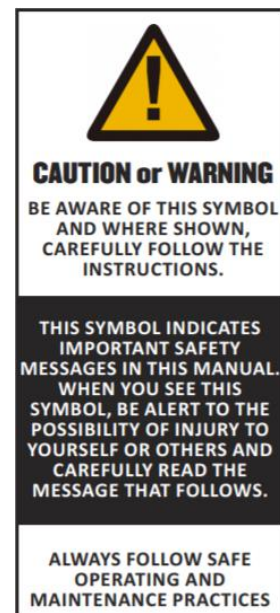 CAUTION or WARNING
BE AWARE OF THIS SYMBOL
AND WHERE SHOWN,
CAREFULLY FOLLOW THE
INSTRUCTIONS.
THIS SYMBOL INDICATES
IMPORTANT SAFETY
MESSAGES IN THIS MANUAL.
WHEN YOU SEE THIS
SYMBOL, BE ALERT TO THE
POSSIBILITY OF INJURY TO
YOURSELF OR OTHERS AND
CAREFULLY READ THE
MESSAGE THAT FOLLOWS.
ALWAYS FOLLOW SAFE
OPERATING AND
MAINTENANCE PRACTICES